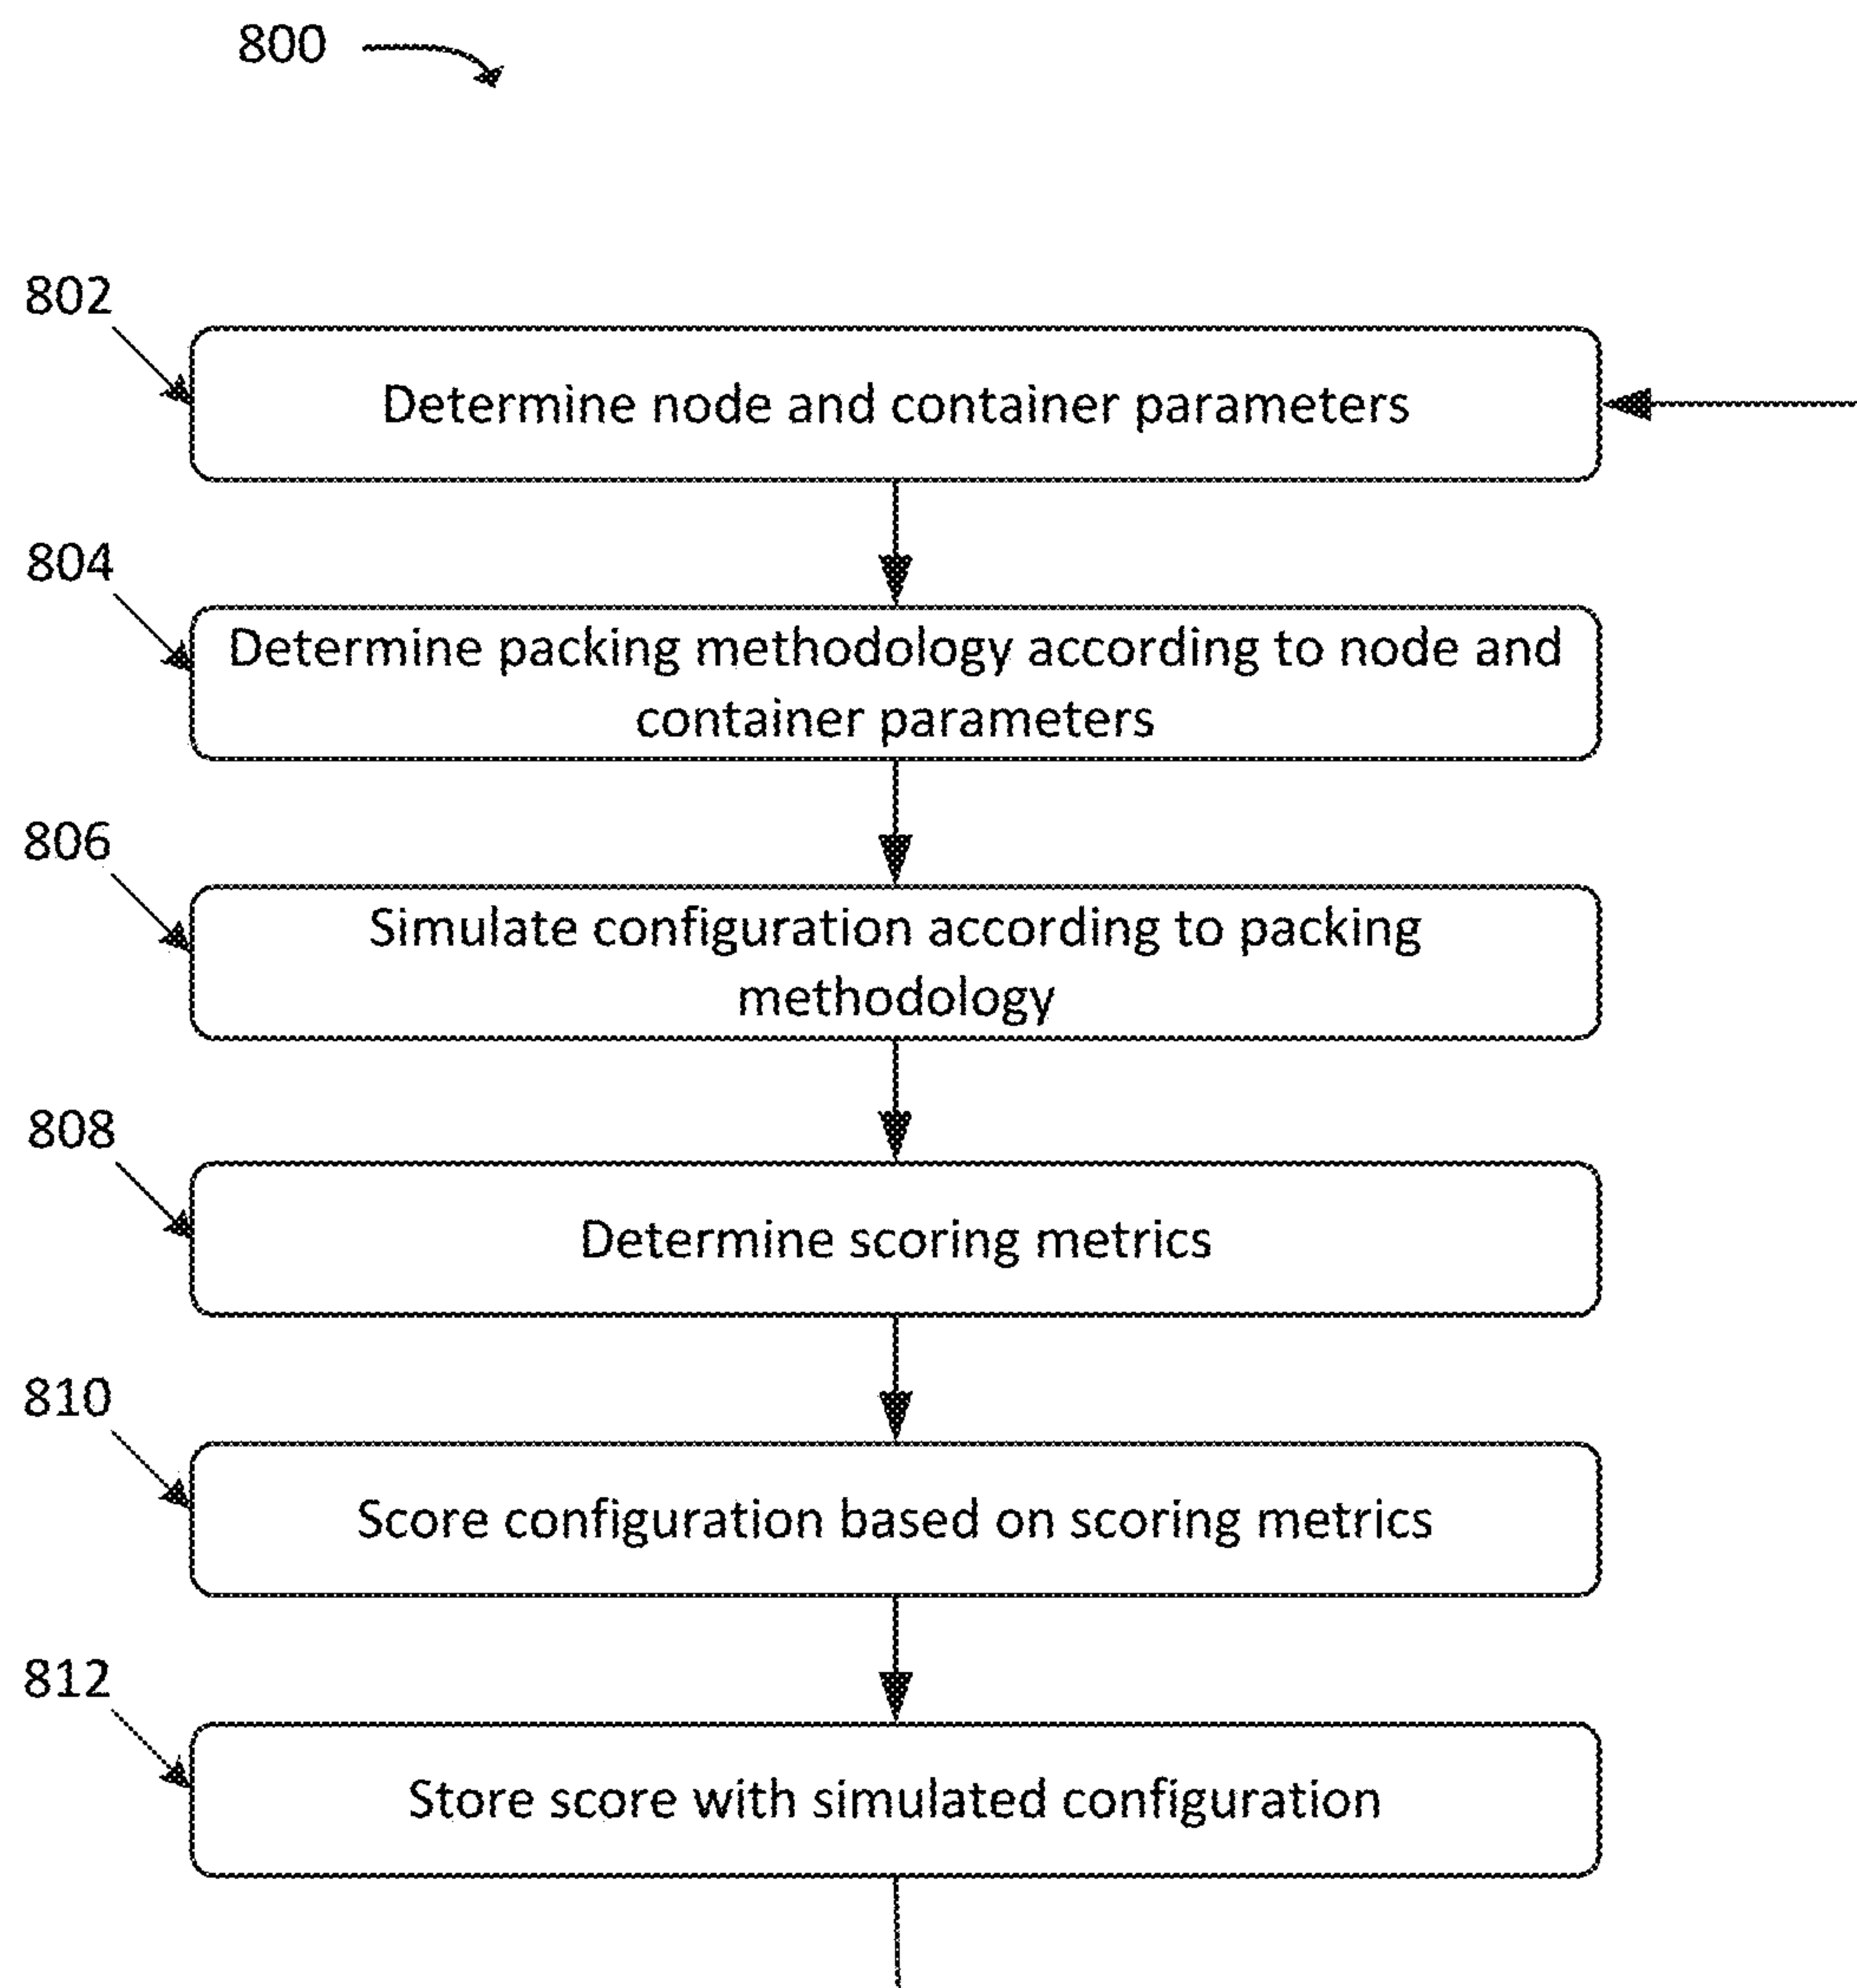 800
802
Determine node and container parameters
804
Determine packing methodology according to node and
container parameters
806
Simulate configuration according to packing
methodology
808
Determine scoring metrics
810
Score configuration based on scoring metrics
812
Store score with simulated configuration